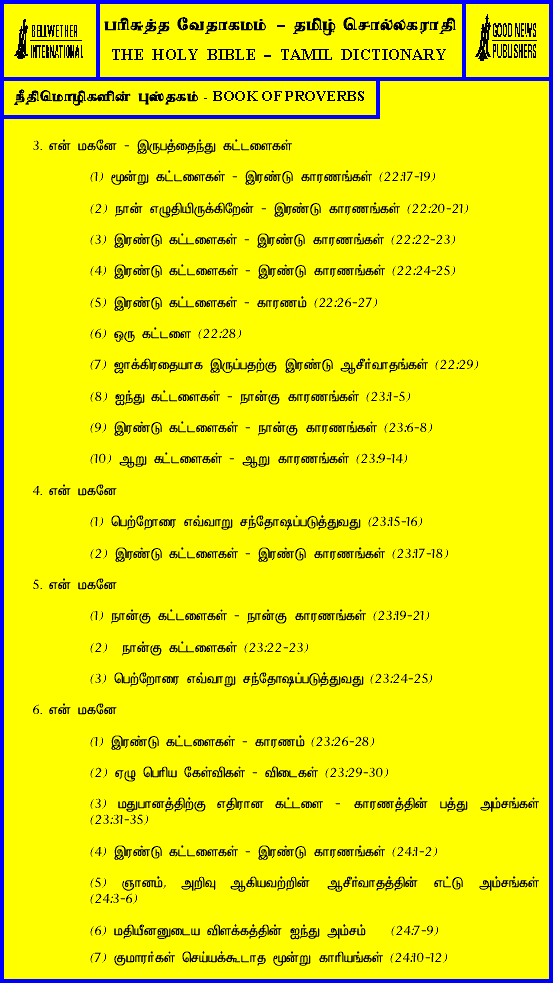 BELLWETHER
INTERNATIONAL
பரிசுத்த வேதாகமம் – தமிழ் சொல்லகராதி
THE HOLY BIBLE – TAMIL DICTIONARY
GOOD NEWS
PUBLISHERS
நீதிமொழிகளின் புஸ்தகம் - BOOK OF PROVERBS
3. என் மகனே - இருபத்தைந்து கட்டளைகள்
(1) மூன்று கட்டளைகள் - இரண்டு காரணங்கள் (22:17-19)
(2) நான் எழுதியிருக்கிறேன் - இரண்டு காரணங்கள் (22:20-21)
(3) இரண்டு கட்டளைகள் - இரண்டு காரணங்கள் (22:22-23)
(4) இரண்டு கட்டளைகள் - இரண்டு காரணங்கள் (22:24-25)
(5) இரண்டு கட்டளைகள் - காரணம் (22:26-27)
(6) ஒரு கட்டளை (22:28)
(7) ஜாக்கிரதையாக இருப்பதற்கு இரண்டு ஆசீர்வாதங்கள் (22:29)
(8) ஐந்து கட்டளைகள் - நான்கு காரணங்கள் (23:1-5)
(9) இரண்டு கட்டளைகள் - நான்கு காரணங்கள் (23:6-8)
(10) ஆறு கட்டளைகள் - ஆறு காரணங்கள் (23:9-14)
4. என் மகனே
(1) பெற்றோரை எவ்வாறு சந்தோஷப்படுத்துவது (23:15-16)
(2) இரண்டு கட்டளைகள் - இரண்டு காரணங்கள் (23:17-18)
5. என் மகனே
(1) நான்கு கட்டளைகள் - நான்கு காரணங்கள் (23:19-21)
(2) நான்கு கட்டளைகள் (23:22-23)
(3) பெற்றோரை எவ்வாறு சந்தோஷப்படுத்துவது (23:24-25)
6. என் மகனே
(1) இரண்டு கட்டளைகள் - காரணம் (23:26-28)
(2) ஏழு பெரிய கேள்விகள் - விடைகள் (23:29-30)
(3) மதுபானத்திற்கு எதிரான கட்டளை - காரணத்தின் பத்து அம்சங்கள்
(23:31-35)
(4) இரண்டு கட்டளைகள் - இரண்டு காரணங்கள் (24:1-2)
(5) ஞானம், அறிவு ஆகியவற்றின் ஆசீர்வாதத்தின் எட்டு அம்சங்கள்
(24:3-6)
(6) மதியீனனுடைய விளக்கத்தின் ஐந்து அம்சம் (24:7-9)
(7) குமாரர்கள் செய்யக்கூடாத மூன்று காரியங்கள் (24:10-12)